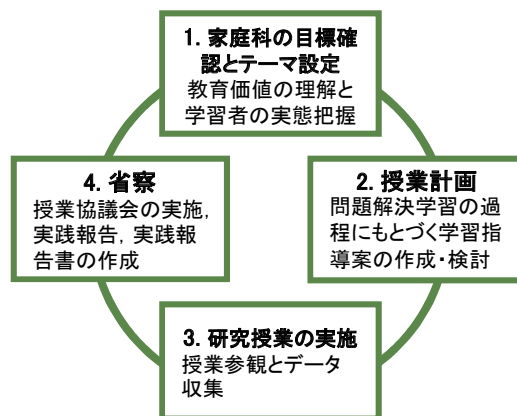 1. 家庭科の目標確
認とテーマ設定
教育価値の理解と
学習者の実態把握
2. 授業計画
問題解決学習の過
程にもとづく学習指
導案の作成・検討
3. 研究授業の実施
授業参観とデータ
収集
4. 省察
授業協議会の実施,
実践報告, 実践報
告書の作成